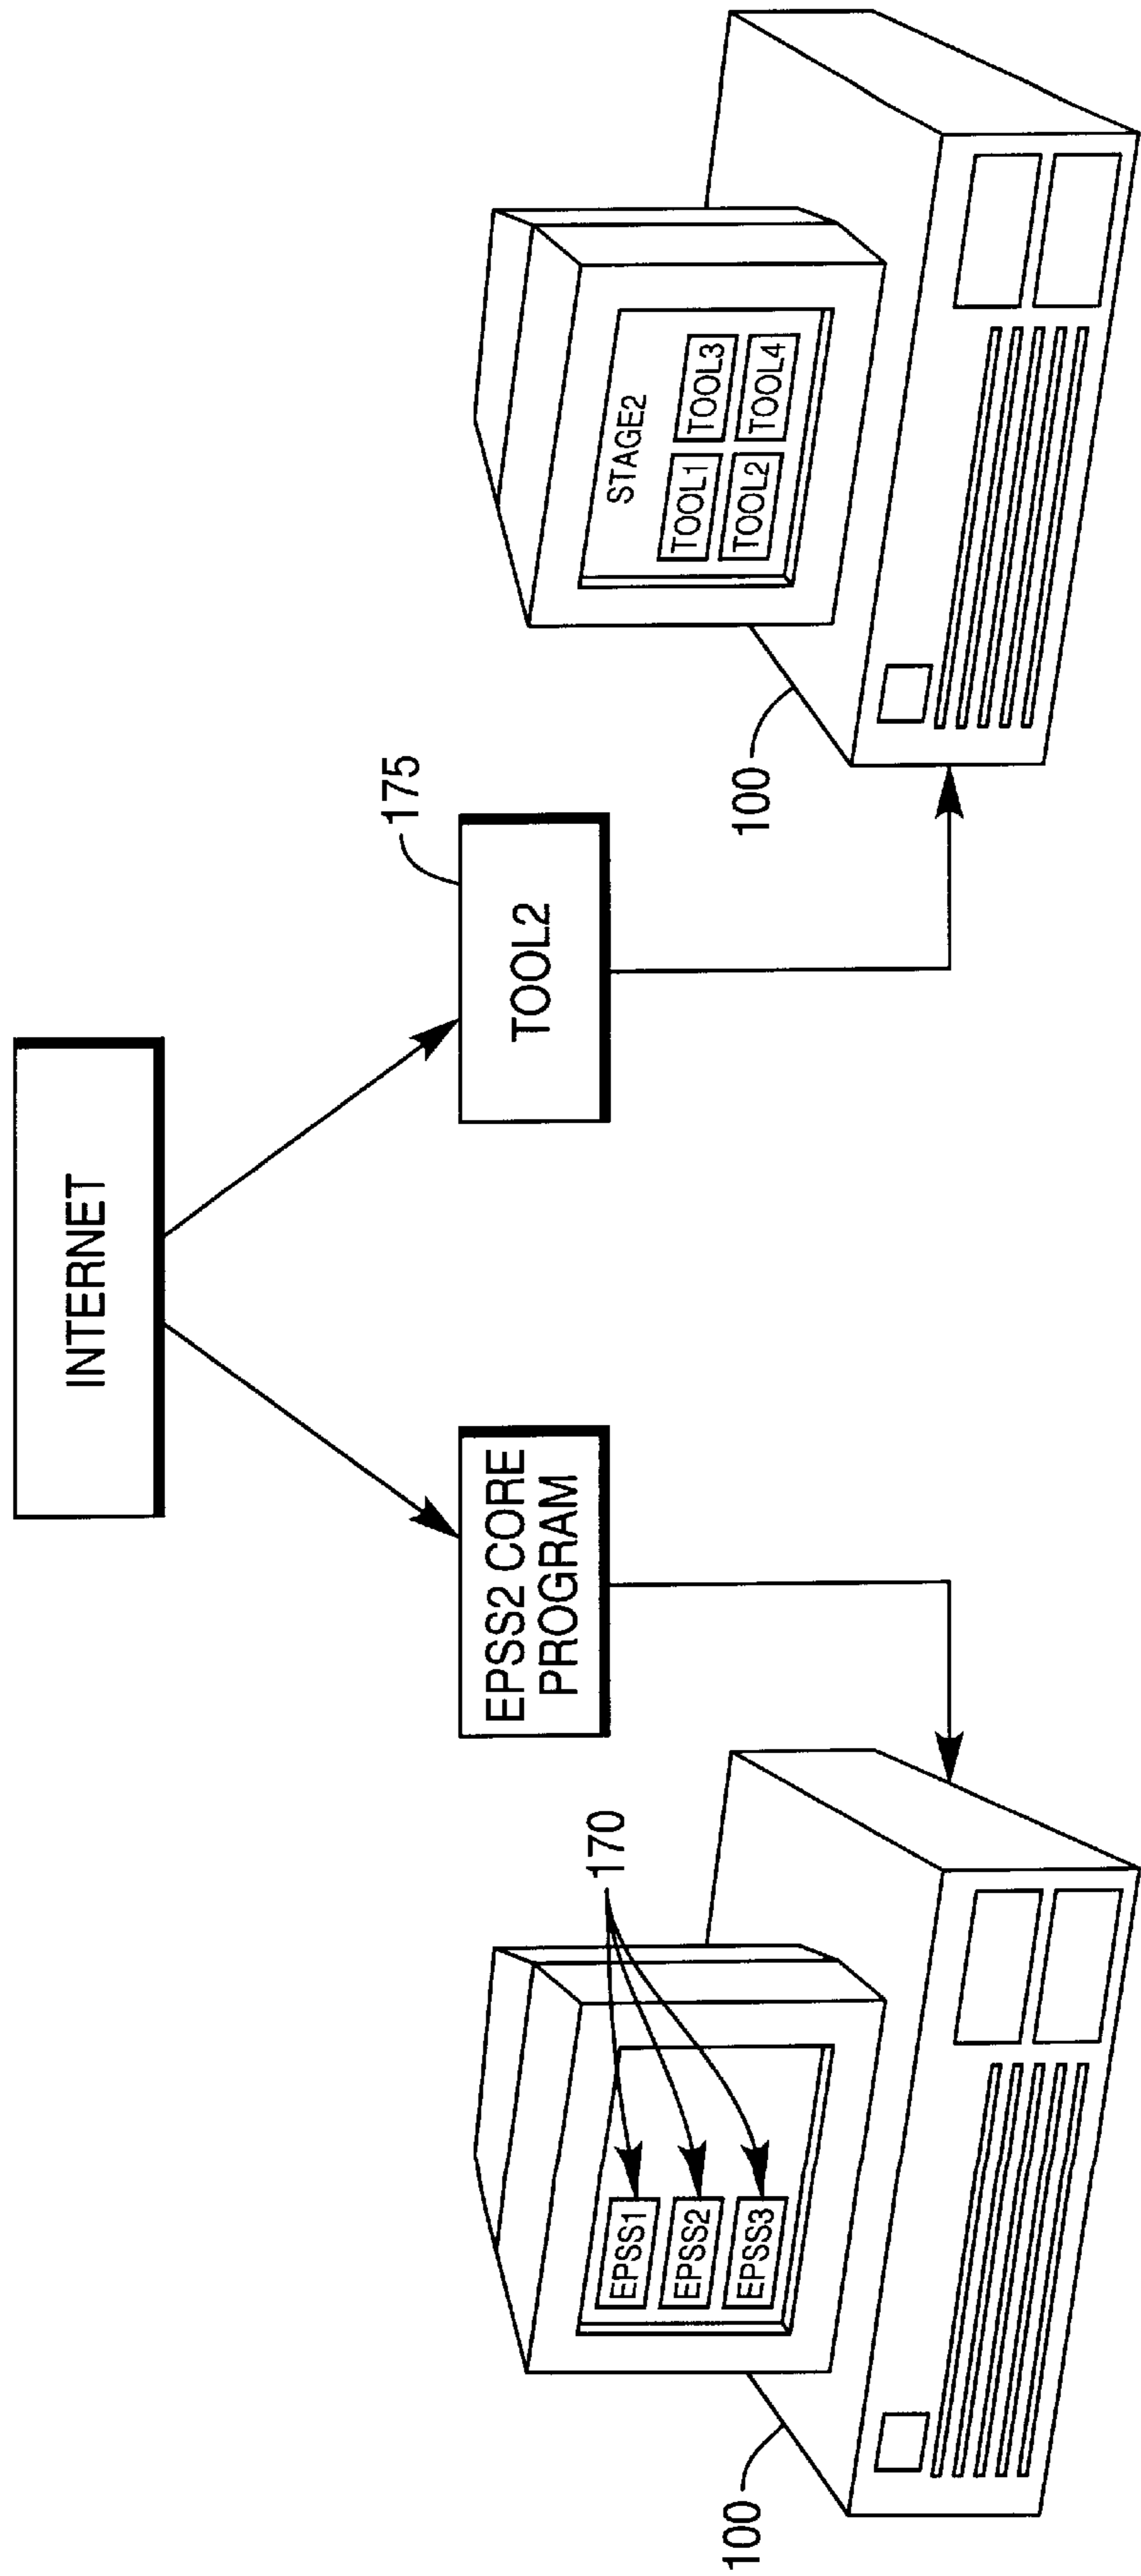 INTERNET
EPSS2 CORE
PROGRAM
TOOL2
175
170
EPSS1
EPSS2
EPSS3
100
STAGE2
TOOL1
TOOL3
TOOL2
TOOL4
100